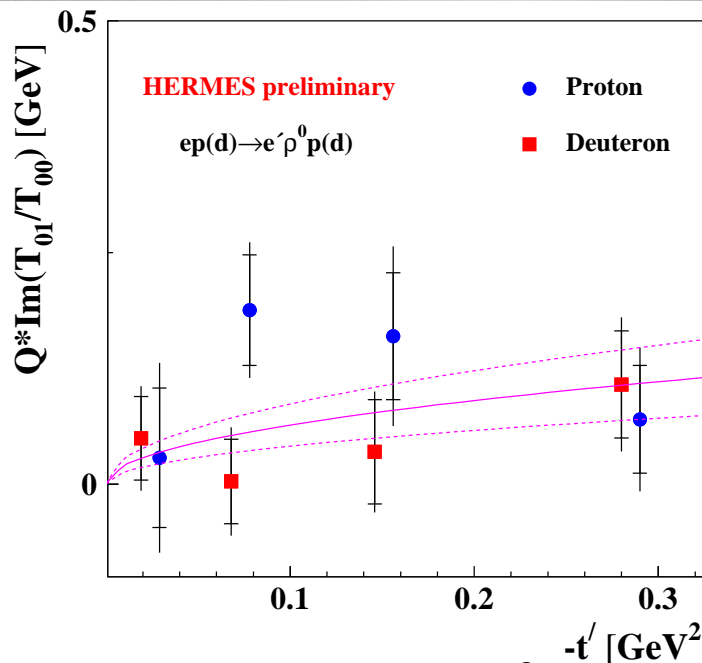 0.5
HERMES preliminary
Proton
ep(d)→e´ρ⁰p(d)
Deuteron
Q*Im(T₀₁/T₀₀) [GeV]
0
0.1 0.2 0.3
-t′ [GeV²